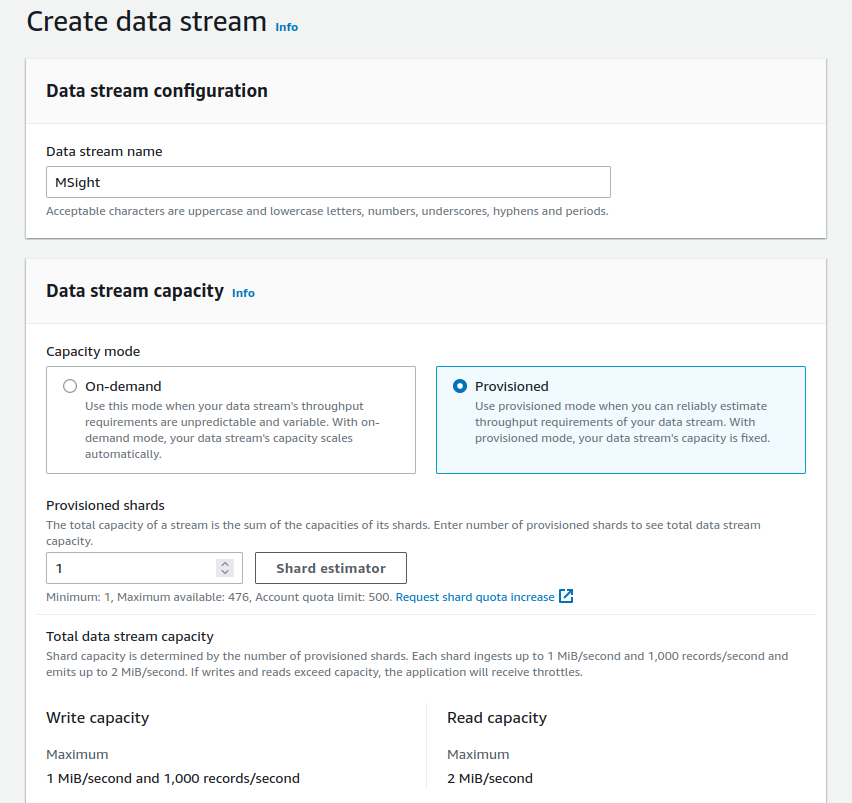 Create data stream Info
Data stream configuration
Data stream name
MSight
Acceptable characters are uppercase and lowercase letters, numbers, underscores, hyphens and periods.
Data stream capacity Info
Capacity mode
On-demand
Use this mode when your data stream's throughput
requirements are unpredictable and variable. With on-
demand mode, your data stream's capacity scales
automatically.
Provisioned
Use provisioned mode when you can reliably estimate
throughput requirements of your data stream. With
provisioned mode, your data stream's capacity is fixed.
Provisioned shards
The total capacity of a stream is the sum of the capacities of its shards. Enter number of provisioned shards to see total data stream
capacity.
1
Shard estimator
Minimum: 1, Maximum available: 476, Account quota limit: 500. Request shard quota increase
Total data stream capacity
Shard capacity is determined by the number of provisioned shards. Each shard ingests up to 1 MiB/second and 1,000 records/second and
emits up to 2 MiB/second. If writes and reads exceed capacity, the application will receive throttles.
Write capacity
Maximum
1 MiB/second and 1,000 records/second
Read capacity
Maximum
2 MiB/second